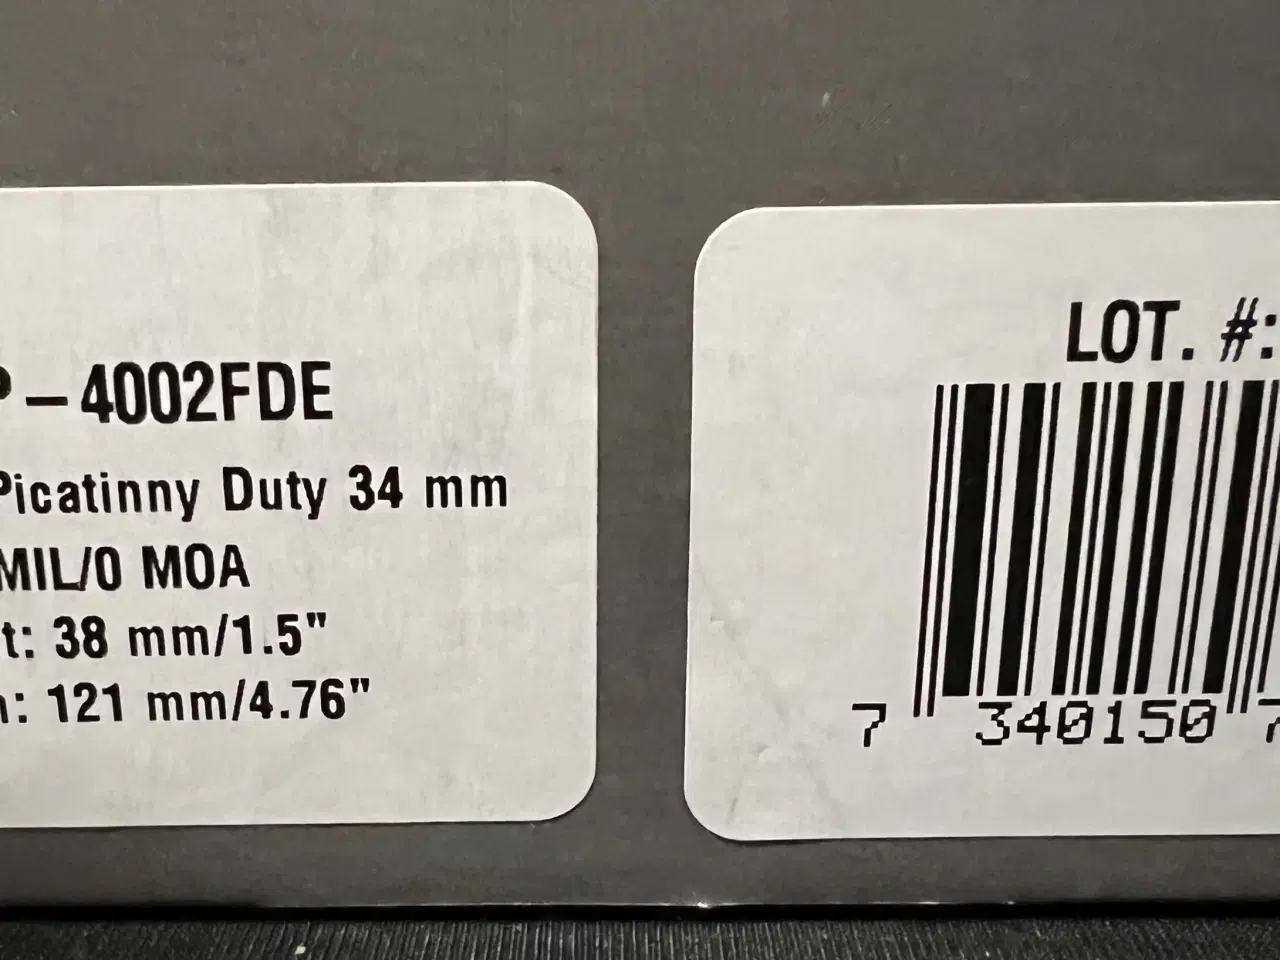 P-4002FDE
Picatinny Duty 34 mm
MIL/0 MOA
t: 38 mm/1.5"
: 121 mm/4.76"
LOT. #:
7 340150 7